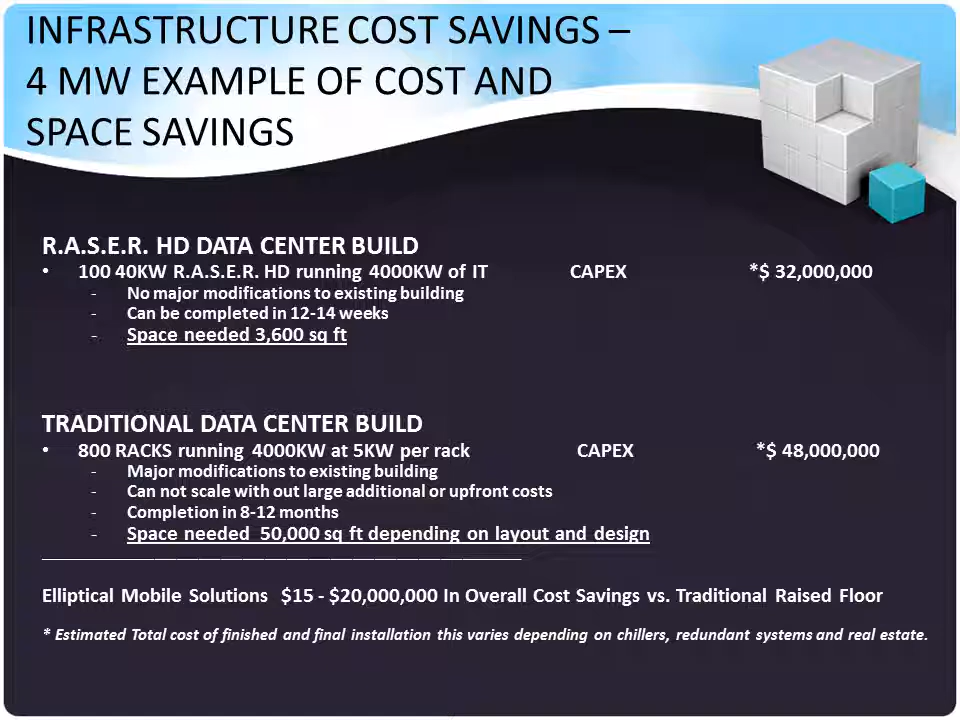 INFRASTRUCTURE COST SAVINGS –
4 MW EXAMPLE OF COST AND
SPACE SAVINGS
R.A.S.E.R. HD DATA CENTER BUILD
• 100 40KW R.A.S.E.R. HD running 4000KW of IT CAPEX *$ 32,000,000
- No major modifications to existing building
- Can be completed in 12-14 weeks
- Space needed 3,600 sq ft
TRADITIONAL DATA CENTER BUILD
• 800 RACKS running 4000KW at 5KW per rack CAPEX *$ 48,000,000
- Major modifications to existing building
- Can not scale with out large additional or upfront costs
- Completion in 8-12 months
- Space needed 50,000 sq ft depending on layout and design
Elliptical Mobile Solutions $15 - $20,000,000 In Overall Cost Savings vs. Traditional Raised Floor
* Estimated Total cost of finished and final installation this varies depending on chillers, redundant systems and real estate.